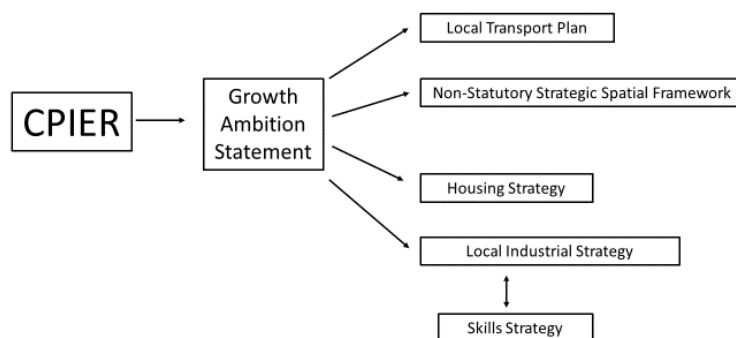 Local Transport Plan
Growth
Ambition
Statement
Non-Statutory Strategic Spatial Framework
CPIER
Housing Strategy
Local Industrial Strategy
Skills Strategy